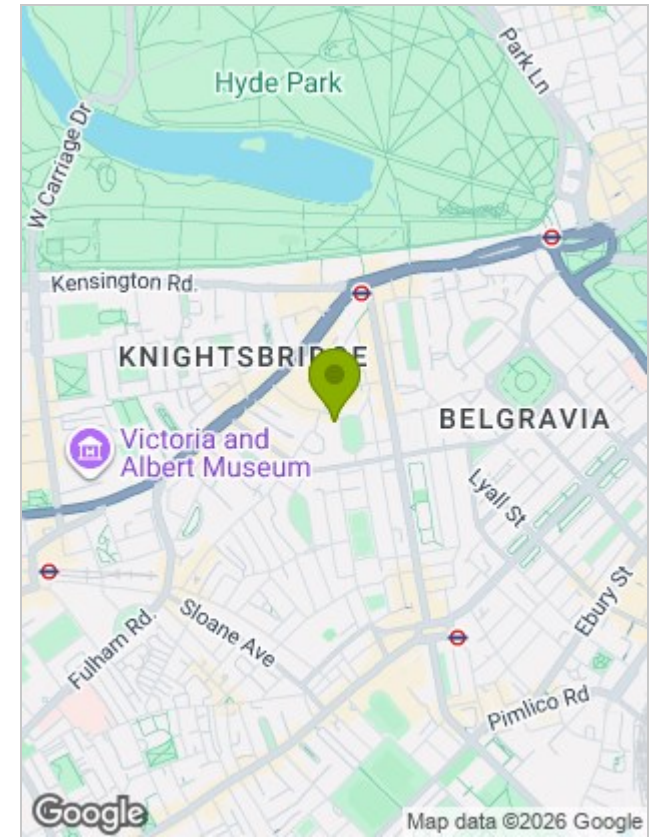 Park Ln
Hyde Park
W Carriage Dr
Kensington Rd.
KNIGHTSBRIDGE
BELGRAVIA
Victoria and
Albert Museum
Lyall St
Ebury St
Sloane Ave
Fulham Rd.
Pimlico Rd
Google
Map data ©2026 Google